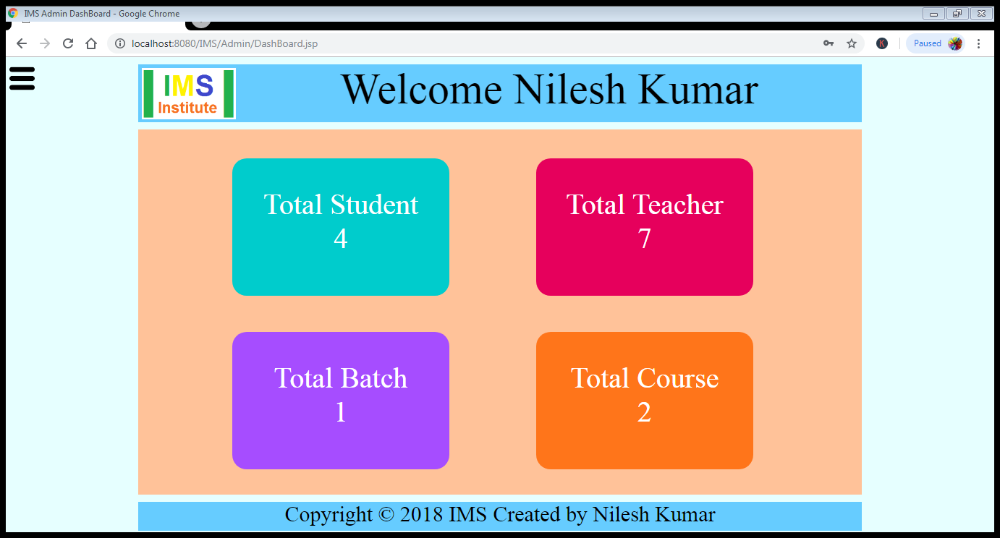 IMS Admin DashBoard - Google Chrome
localhost:8080/IMS/Admin/DashBoard.jsp
K
Paused
IMS
Institute
Welcome Nilesh Kumar
Total Student
4
Total Teacher
7
Total Batch
1
Total Course
2
Copyright © 2018 IMS Created by Nilesh Kumar